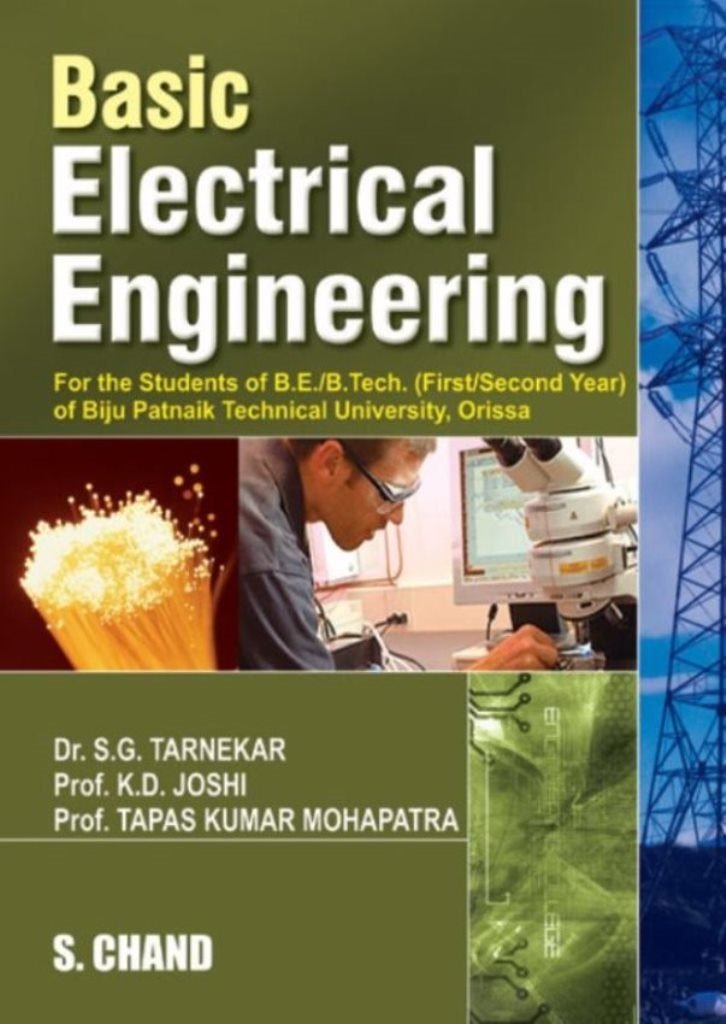 Basic
Electrical
Engineering
For the Students of B.E./B.Tech. (First/Second Year)
of Biju Patnaik Technical University, Orissa
Dr. S.G. TARNEKAR
Prof. K.D. JOSHI
Prof. TAPAS KUMAR MOHAPATRA
S. CHAND